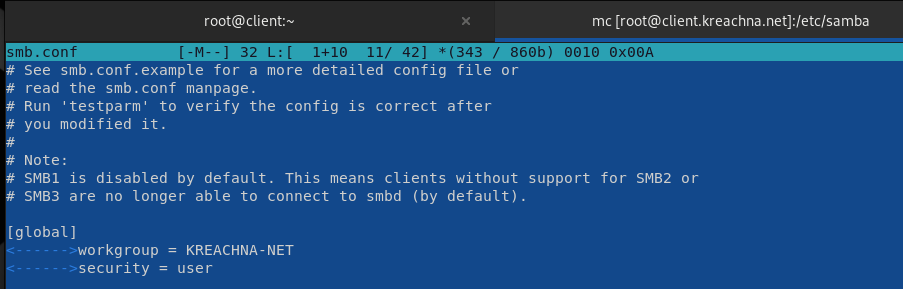 root@client:~ × mc [root@client.kreachna.net]:/etc/samba
smb.conf [-M--] 32 L:[ 1+10 11/ 42] *(343 / 860b) 0010 0x00A
# See smb.conf.example for a more detailed config file or
# read the smb.conf manpage.
# Run 'testparm' to verify the config is correct after
# you modified it.
#
# Note:
# SMB1 is disabled by default. This means clients without support for SMB2 or
# SMB3 are no longer able to connect to smbd (by default).
[global]
<------>workgroup = KREACHNA-NET
<------>security = user